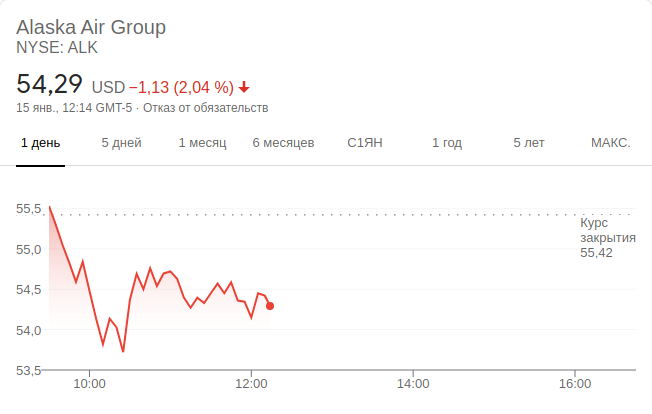 Alaska Air Group
NYSE: ALK
54,29 USD −1,13 (2,04 %)
15 янв., 12:14 GMT-5 · Отказ от обязательств
1 день 5 дней 1 месяц 6 месяцев С1ЯН 1 год 5 лет МАКС.
55,5
Курс
закрытия
55,42
55,0
54,5
54,0
53,5
10:00 12:00 14:00 16:00